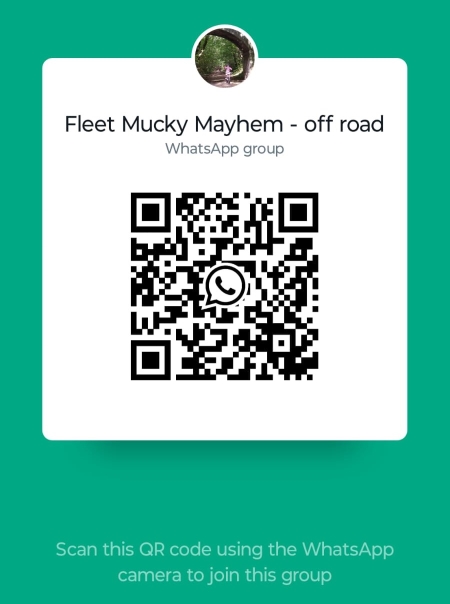 Fleet Mucky Mayhem - off road
WhatsApp group
Scan this QR code using the WhatsApp
camera to join this group